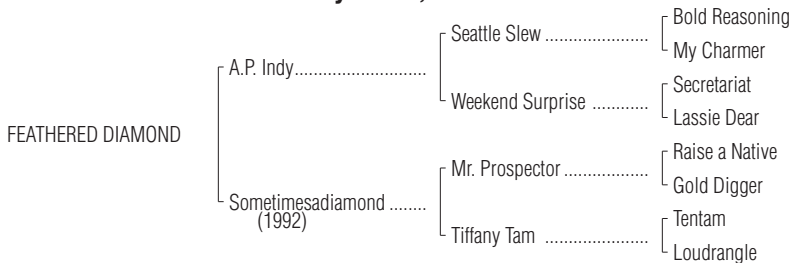 Bold Reasoning
Seattle Slew ......................
My Charmer
A.P. Indy............................
Secretariat
Weekend Surprise ............
Lassie Dear
FEATHERED DIAMOND
Raise a Native
Mr. Prospector ..................
Gold Digger
Sometimesadiamond ........
(1992)
Tentam
Tiffany Tam ......................
Loudrangle